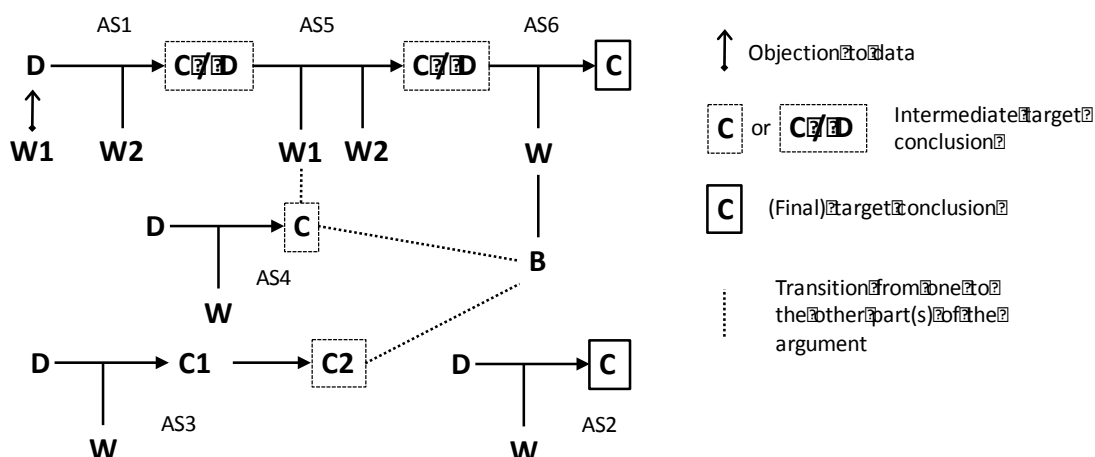 AS1 AS5 AS6
D C / D C / D C
W1 W2 W1 W2 W
D C
AS4 B
W
D C1 C2 D C
AS3 AS2
W W
Objection to data
C or C / D Intermediate target
conclusion
C (Final) target conclusion
Transition from one to
the other part(s) of the
argument